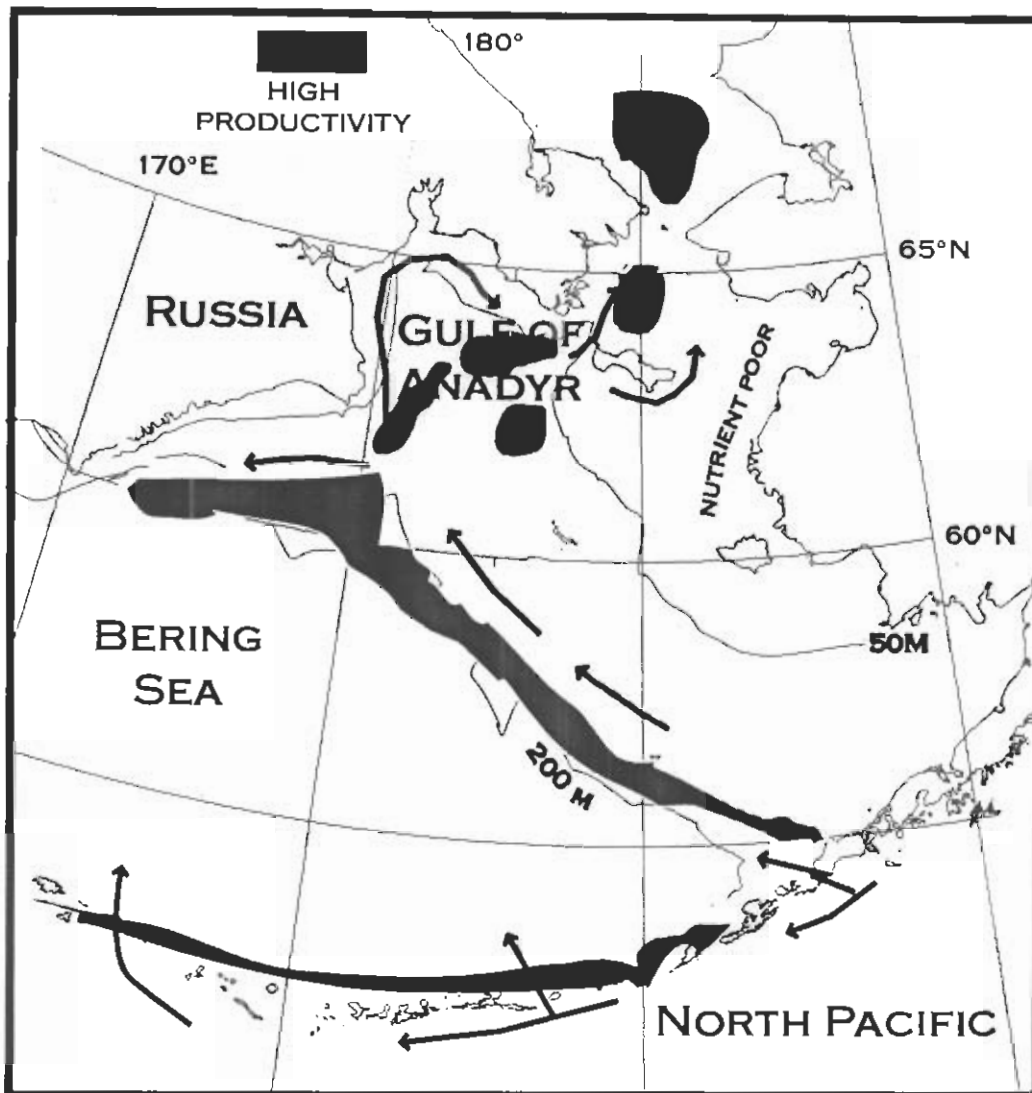 180°
HIGH
PRODUCTIVITY
170°E
65°N
RUSSIA
GULF OF
ANADYR
NUTRIENT POOR
60°N
BERING
SEA
50M
200 M
NORTH PACIFIC